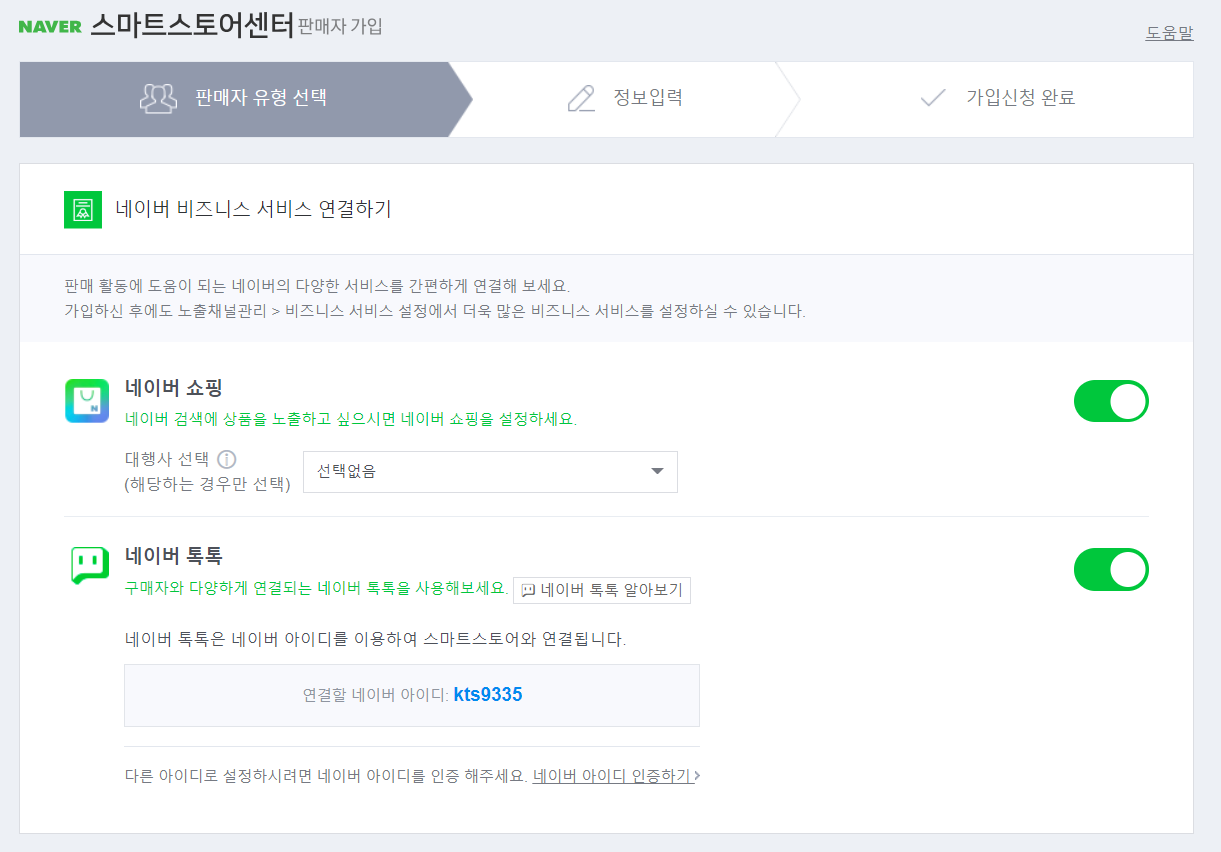 NAVER 스마트스토어센터 판매자 가입
도움말
판매자 유형 선택
정보입력
가입신청 완료
네이버 비즈니스 서비스 연결하기
판매 활동에 도움이 되는 네이버의 다양한 서비스를 간편하게 연결해 보세요.
가입하신 후에도 노출채널관리 > 비즈니스 서비스 설정에서 더욱 많은 비즈니스 서비스를 설정하실 수 있습니다.
네이버 쇼핑
네이버 검색에 상품을 노출하고 싶으시면 네이버 쇼핑을 설정하세요.
대행사 선택
(해당하는 경우만 선택)
선택없음
네이버 톡톡
구매자와 다양하게 연결되는 네이버 톡톡을 사용해보세요. 네이버 톡톡 알아보기
네이버 톡톡은 네이버 아이디를 이용하여 스마트스토어와 연결됩니다.
연결할 네이버 아이디: kts9335
다른 아이디로 설정하시려면 네이버 아이디를 인증 해주세요. 네이버 아이디 인증하기 >